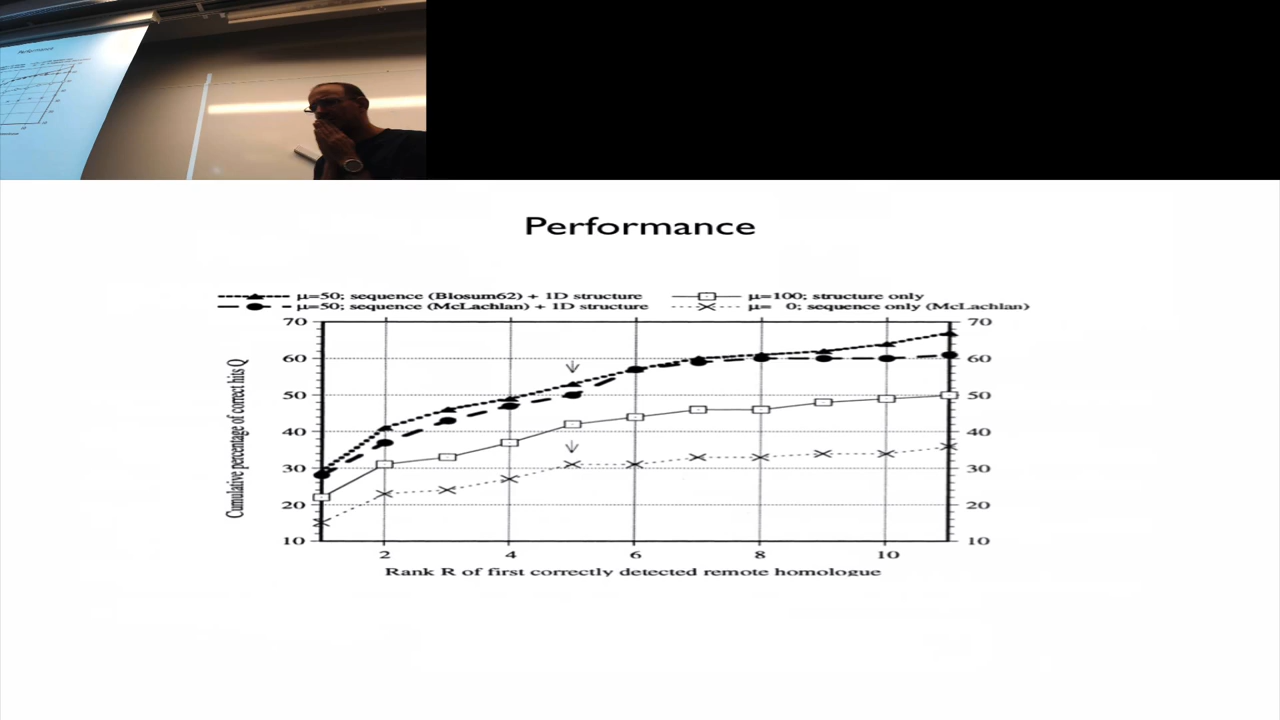 Performance
Performance
μ=50; sequence (Blosum62) + 1D structure
μ=100; structure only
μ=50; sequence (McLachlan) + 1D structure
μ= 0; sequence only (McLachlan)
Cumulative percentage of correct hits Q
70 70
60 60
50 50
40 40
30 30
20 20
10 10
2 4 6 8 10
Rank R of first correctly detected remote homologue